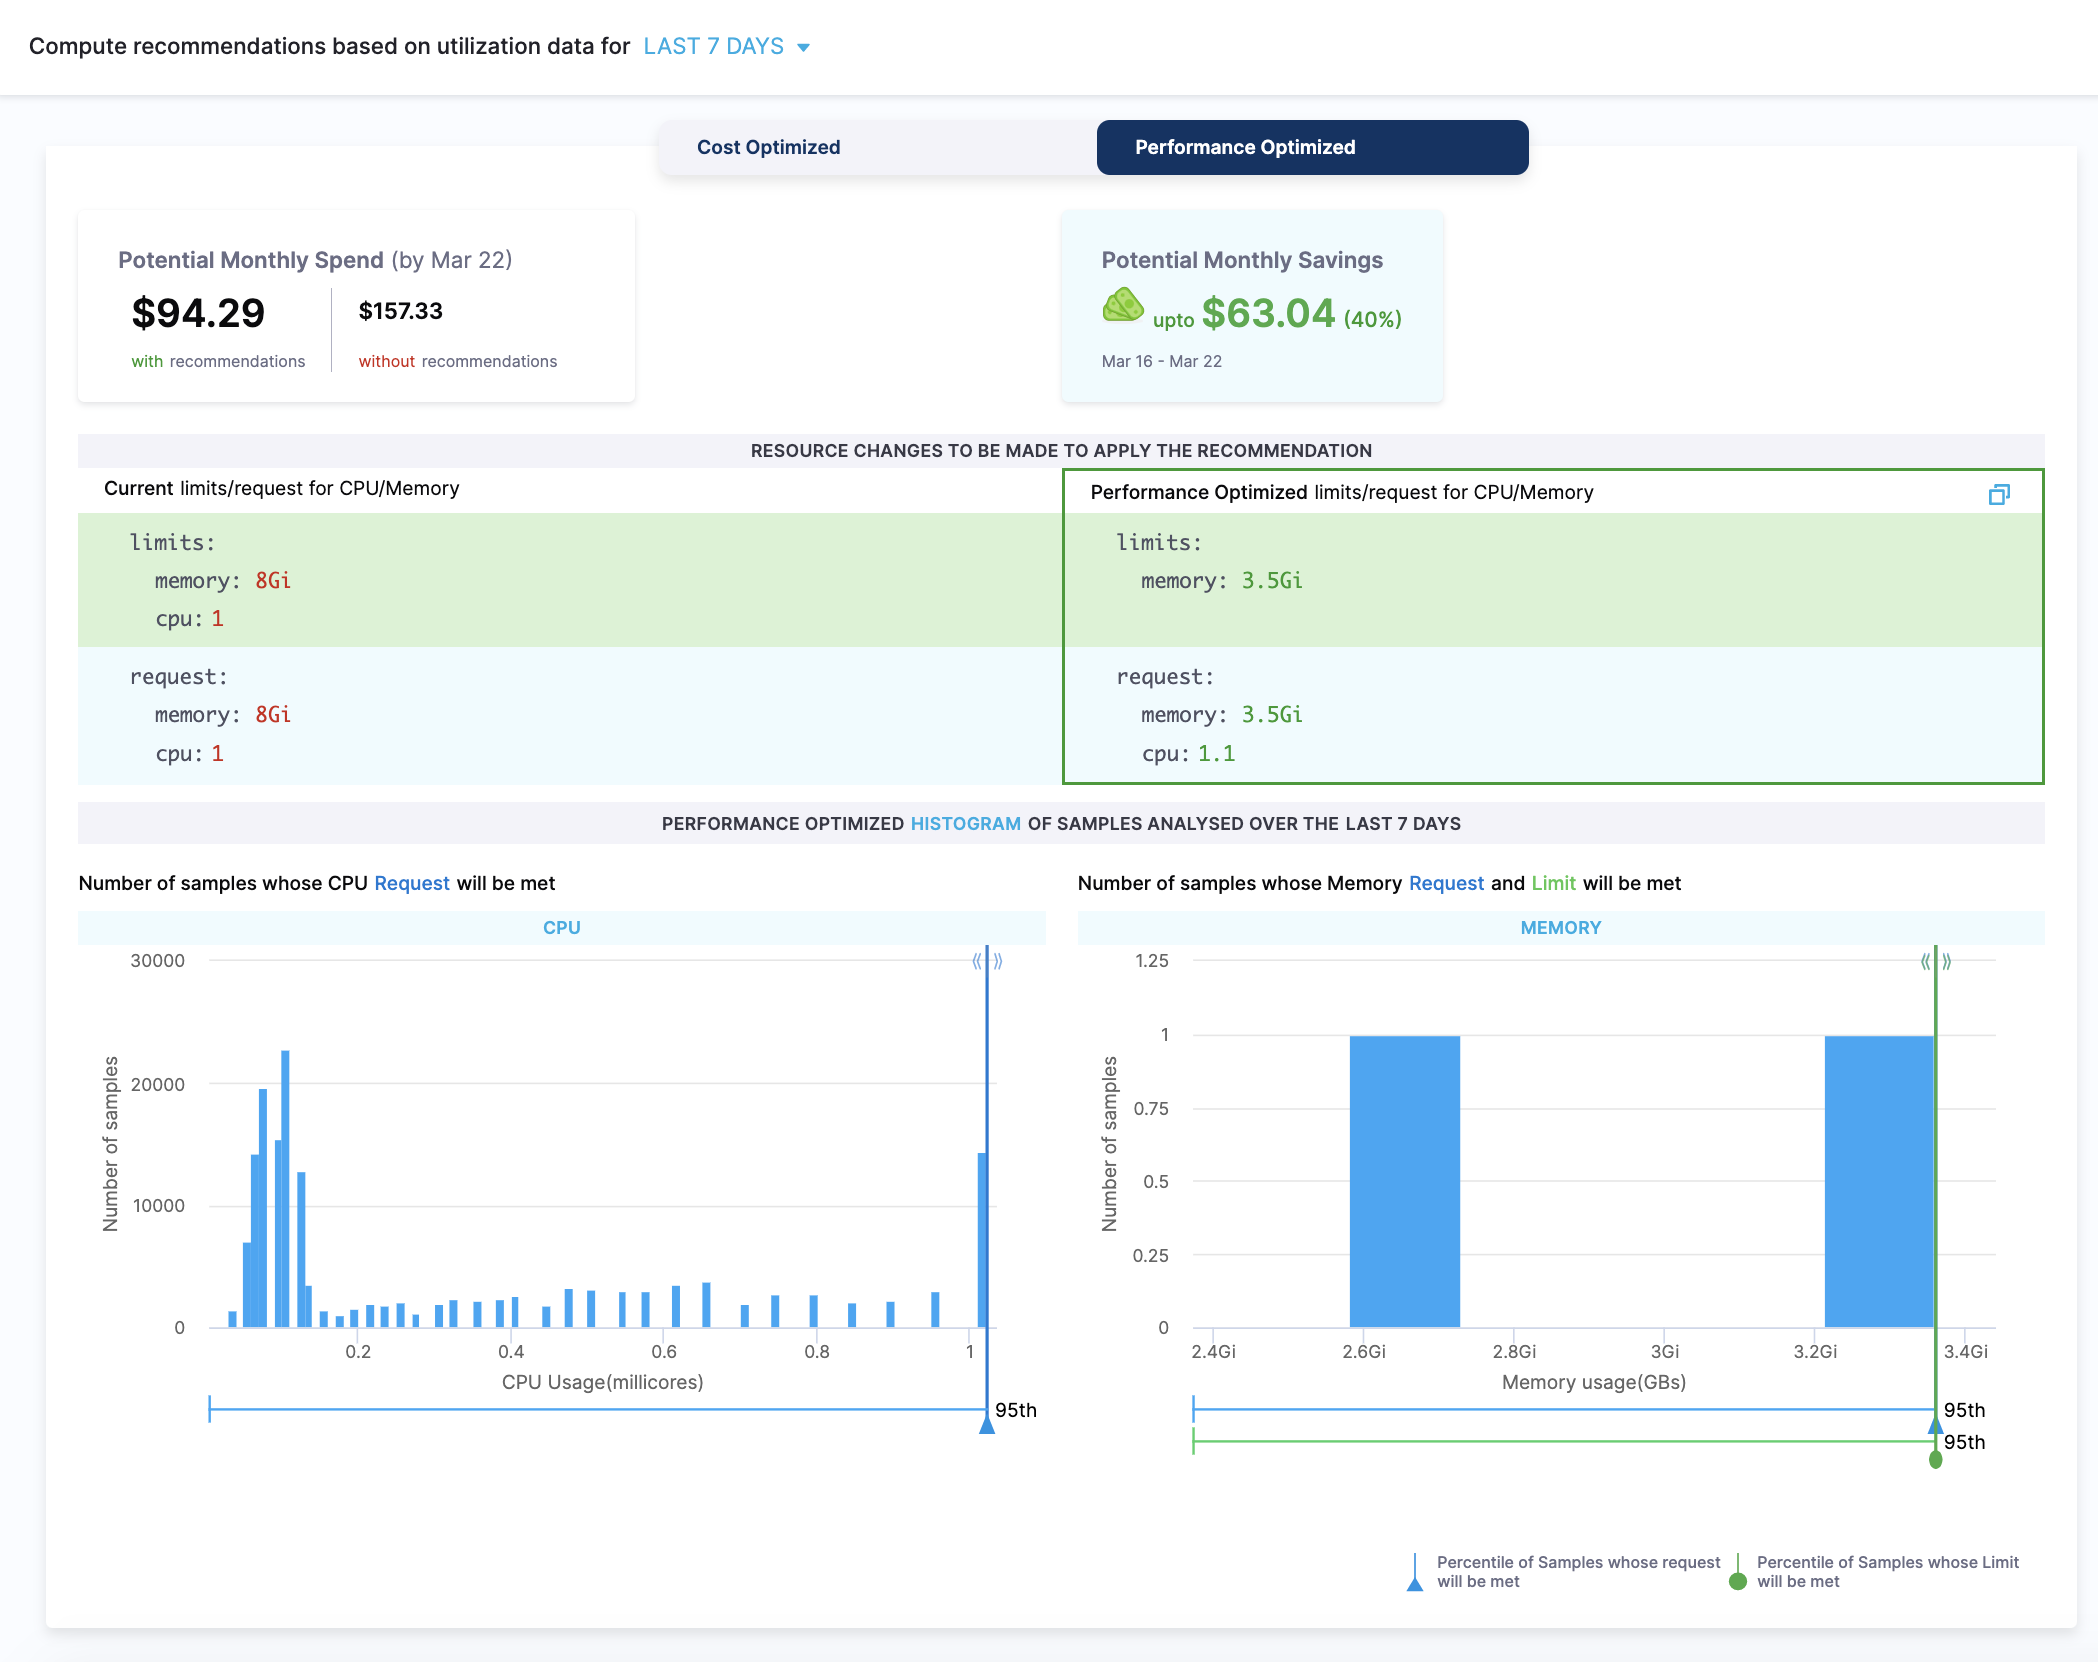 Compute recommendations based on utilization data for LAST 7 DAYS
Cost Optimized
Performance Optimized
Potential Monthly Spend (by Mar 22)
$94.29
with recommendations
$157.33
without recommendations
Potential Monthly Savings
upto $63.04 (40%)
Mar 16 - Mar 22
RESOURCE CHANGES TO BE MADE TO APPLY THE RECOMMENDATION
Current limits/request for CPU/Memory
limits:
memory: 8Gi
cpu: 1
request:
memory: 8Gi
cpu: 1
Performance Optimized limits/request for CPU/Memory
limits:
memory: 3.5Gi
request:
memory: 3.5Gi
cpu: 1.1
PERFORMANCE OPTIMIZED HISTOGRAM OF SAMPLES ANALYSED OVER THE LAST 7 DAYS
Number of samples whose CPU Request will be met
CPU
30000
20000
10000
0
Number of samples
0.2
0.4
0.6
0.8
1
CPU Usage(millicores)
95th
Number of samples whose Memory Request and Limit will be met
MEMORY
1.25
1
0.75
0.5
0.25
0
Number of samples
2.4Gi
2.6Gi
2.8Gi
3Gi
3.2Gi
3.4Gi
Memory usage(GBs)
95th
95th
Percentile of Samples whose request
will be met
Percentile of Samples whose Limit
will be met